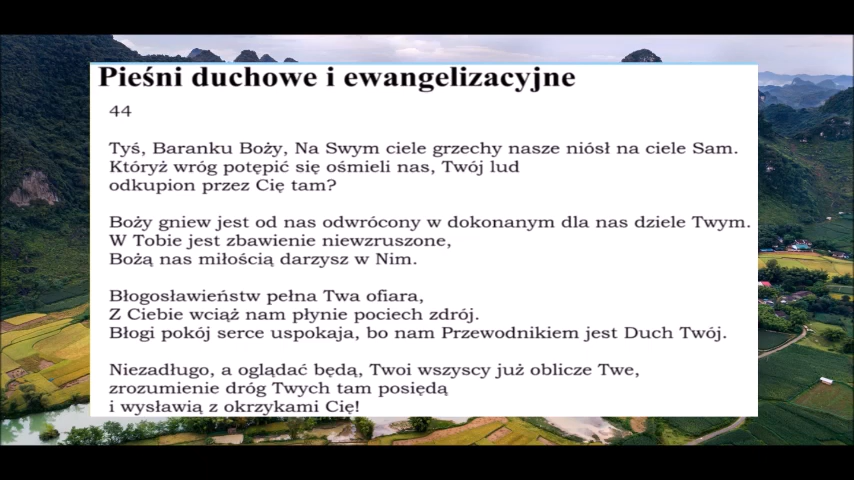 Pieśni duchowe i ewangelizacyjne
44
Tyś, Baranku Boży, Na Swym ciele grzechy nasze niósł na ciele Sam.
Któryż wróg potępić się ośmieli nas, Twój lud
odkupion przez Cię tam?
Boży gniew jest od nas odwrócony w dokonanym dla nas dziele Twym.
W Tobie jest zbawienie niewzruszone,
Bożą nas miłością darzysz w Nim.
Błogosławieństw pełna Twa ofiara,
Z Ciebie wciąż nam płynie pociech zdrój.
Błogi pokój serce uspokaja, bo nam Przewodnikiem jest Duch Twój.
Niezadługo, a oglądać będą, Twoi wszyscy już oblicze Twe,
zrozumienie dróg Twych tam posiędą
i wysławią z okrzykami Cię!